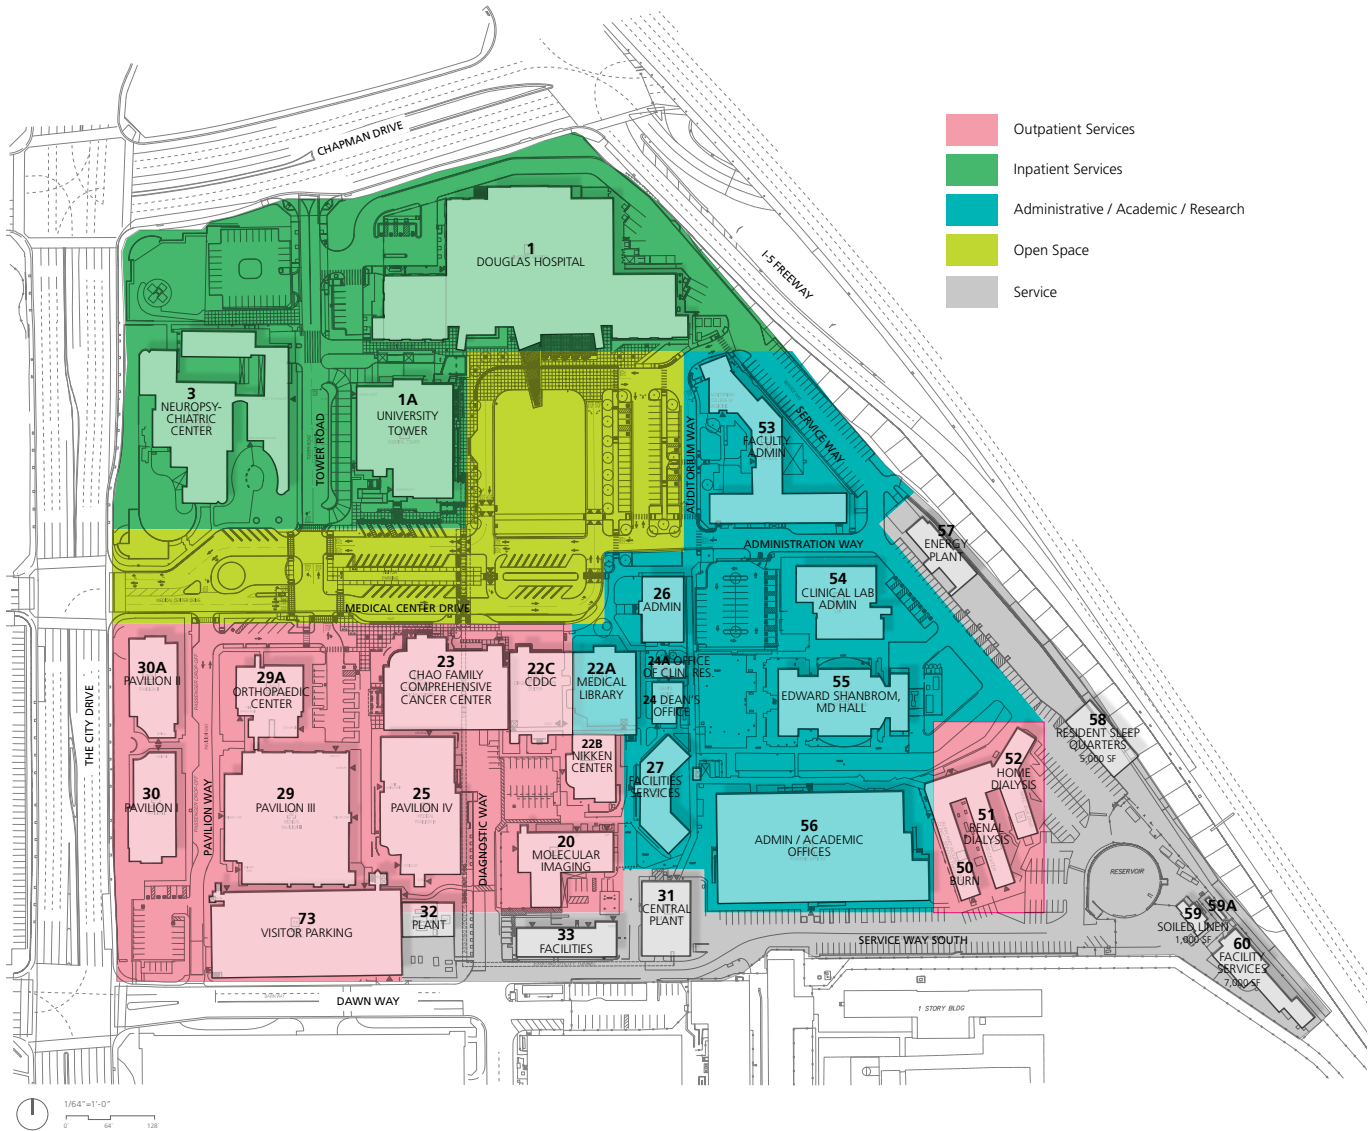 CHAPMAN DRIVE
Outpatient Services
Inpatient Services
Administrative / Academic / Research
Open Space
Service
I-5 FREEWAY
1
DOUGLAS HOSPITAL
3
NEUROPSY-
CHIATRIC
CENTER
TOWER ROAD
1A
UNIVERSITY
TOWER
AUDITORIUM WAY
53
FACULTY
ADMIN
SERVICE WAY
ADMINISTRATION WAY
57
ENERGY
PLANT
MEDICAL CENTER DRIVE
26
ADMIN
54
CLINICAL LAB
ADMIN
THE CITY DRIVE
30A
PAVILION II
29A
ORTHOPAEDIC
CENTER
23
CHAO FAMILY
COMPREHENSIVE
CANCER CENTER
22C
CDDC
22A
MEDICAL
LIBRARY
24A OFFICE
OF CLIN. RES.
24 DEAN'S
OFFICE
55
EDWARD SHANBROM,
MD HALL
58
RESIDENT SLEEP
QUARTERS
5,000 SF
30
PAVILION I
PAVILION WAY
29
PAVILION III
25
PAVILION IV
DIAGNOSTIC WAY
22B
NIKKEN
CENTER
27
FACILITIES
SERVICES
52
HOME
DIALYSIS
51
RENAL
DIALYSIS
50
BURN
20
MOLECULAR
IMAGING
56
ADMIN / ACADEMIC
OFFICES
RESERVOIR
73
VISITOR PARKING
32
PLANT
33
FACILITIES
31
CENTRAL
PLANT
SERVICE WAY SOUTH
59A
59
SOILED LINEN
1,000 SF
60
FACILITY
SERVICES
7,000 SF
DAWN WAY
1 STORY BLDG
1/64"=1'-0"
0'
64'
128'